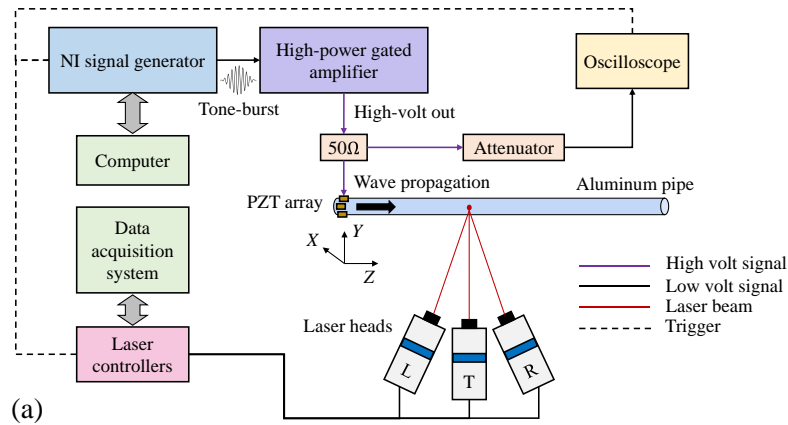 NI signal generator
High-power gated
amplifier
Oscilloscope
Tone-burst
High-volt out
Computer
50Ω
Attenuator
Wave propagation
Aluminum pipe
PZT array
Data
acquisition
system
X
Y
Z
High volt signal
Low volt signal
Laser beam
Trigger
Laser heads
Laser
controllers
L
T
R
(a)